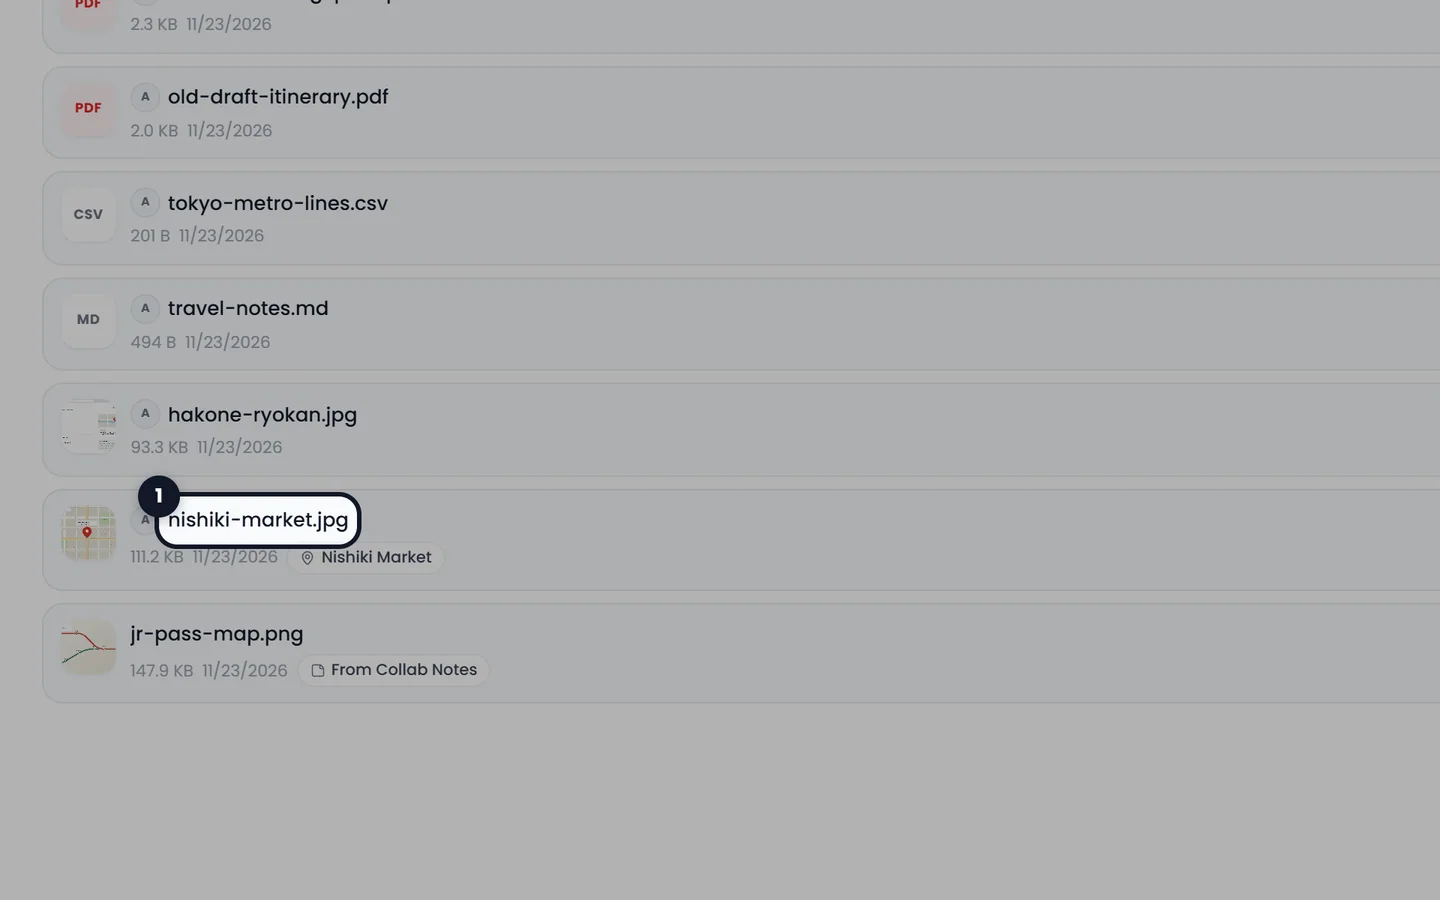 PDF
2.3 KB 11/23/2026
PDF
A old-draft-itinerary.pdf
2.0 KB 11/23/2026
CSV
A tokyo-metro-lines.csv
201 B 11/23/2026
MD
A travel-notes.md
494 B 11/23/2026
A hakone-ryokan.jpg
93.3 KB 11/23/2026
1
A nishiki-market.jpg
111.2 KB 11/23/2026 Nishiki Market
jr-pass-map.png
147.9 KB 11/23/2026 From Collab Notes